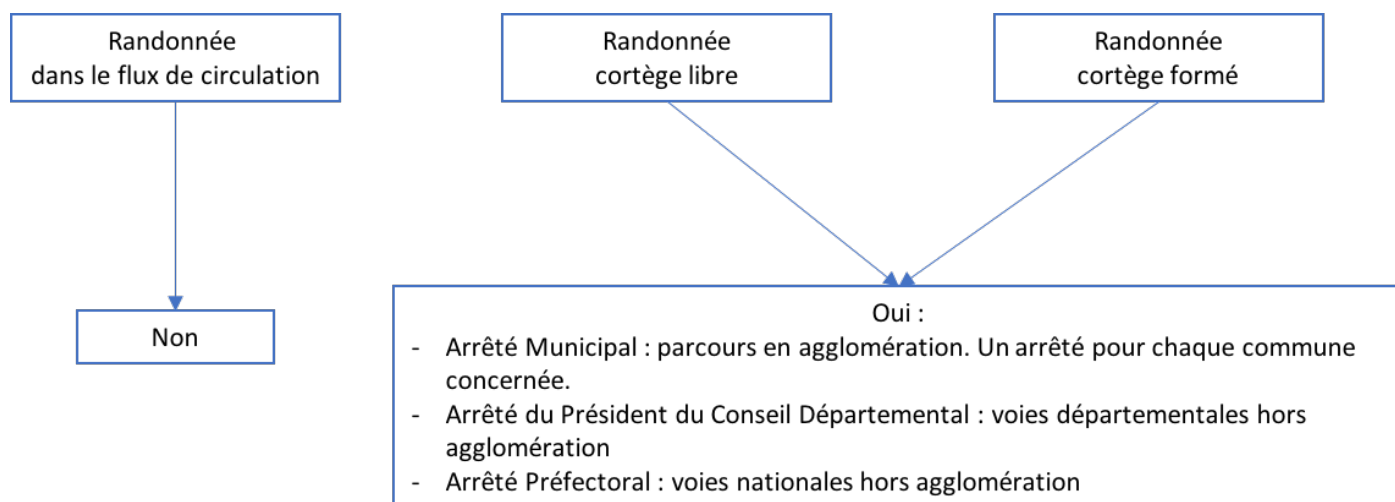 Randonnée
dans le flux de circulation
Randonnée
cortège libre
Randonnée
cortège formé
Non
Oui :
- Arrêté Municipal : parcours en agglomération. Un arrêté pour chaque commune
concernée.
- Arrêté du Président du Conseil Départemental : voies départementales hors
agglomération
- Arrêté Préfectoral : voies nationales hors agglomération